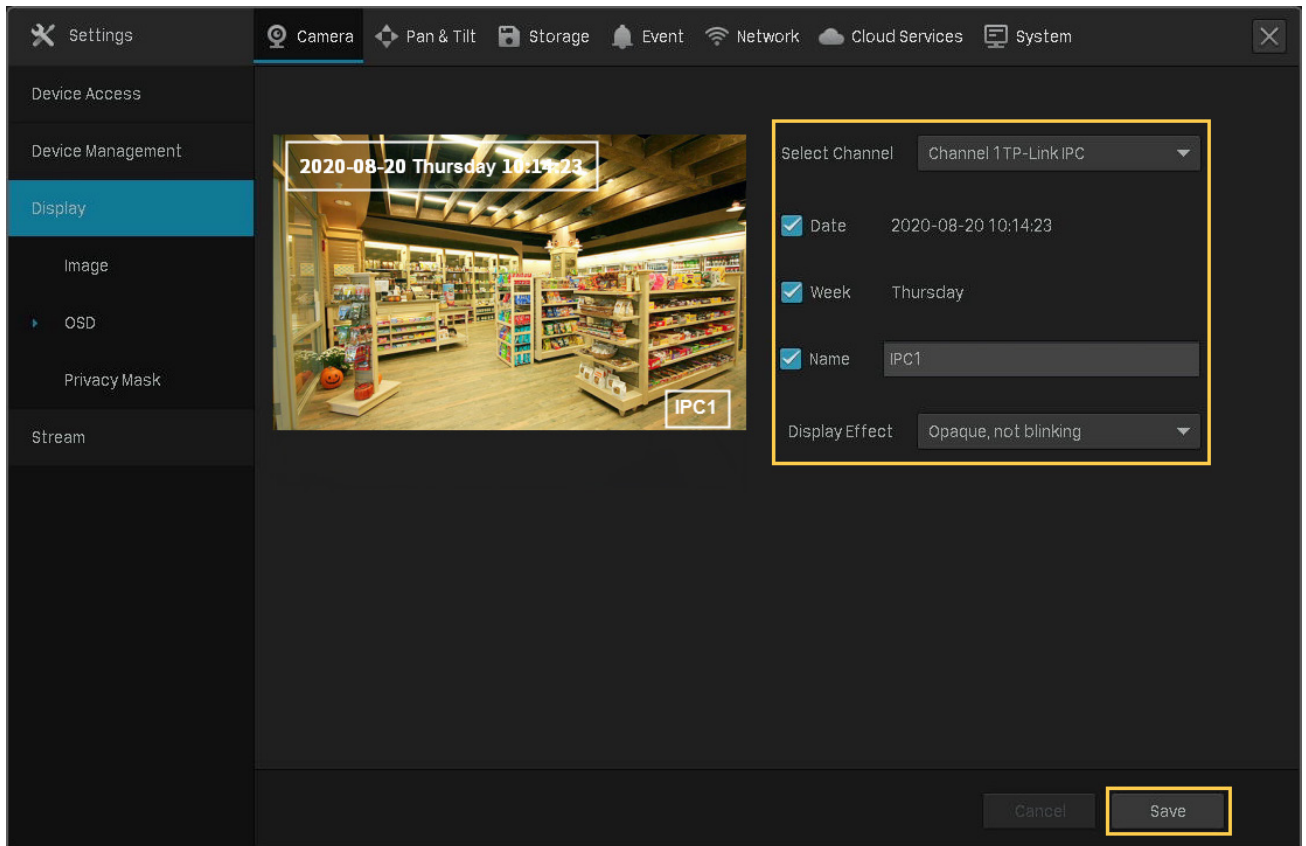 Settings
Camera
Pan & Tilt
Storage
Event
Network
Cloud Services
System
Device Access
Device Management
Display
Image
OSD
Privacy Mask
Stream
2020-08-20 Thursday 10:14:23
IPC1
Select Channel Channel 1 TP-Link IPC
Date 2020-08-20 10:14:23
Week Thursday
Name IPC1
Display Effect Opaque, not blinking
Cancel
Save